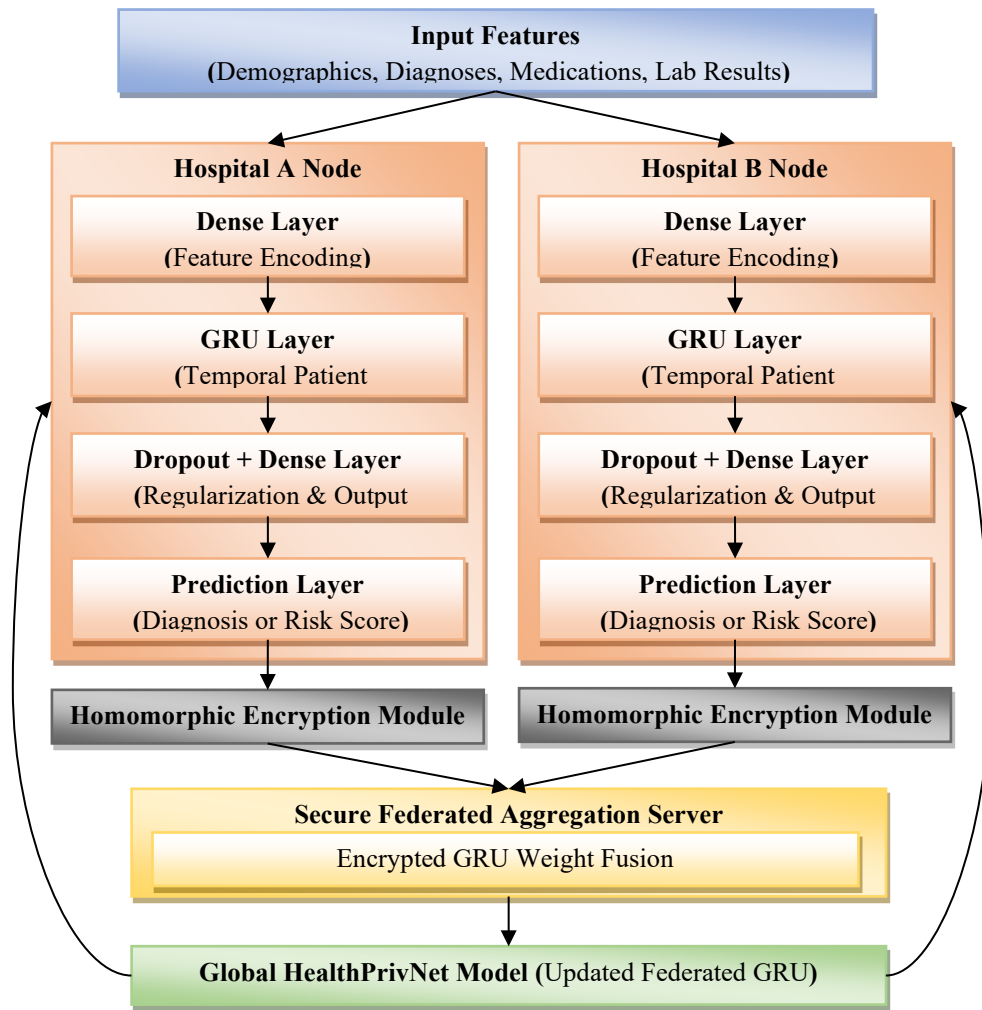 Input Features
(Demographics, Diagnoses, Medications, Lab Results)
Hospital A Node
Dense Layer
(Feature Encoding)
GRU Layer
(Temporal Patient
Dropout + Dense Layer
(Regularization & Output
Prediction Layer
(Diagnosis or Risk Score)
Homomorphic Encryption Module
Hospital B Node
Dense Layer
(Feature Encoding)
GRU Layer
(Temporal Patient
Dropout + Dense Layer
(Regularization & Output
Prediction Layer
(Diagnosis or Risk Score)
Homomorphic Encryption Module
Secure Federated Aggregation Server
Encrypted GRU Weight Fusion
Global HealthPrivNet Model (Updated Federated GRU)